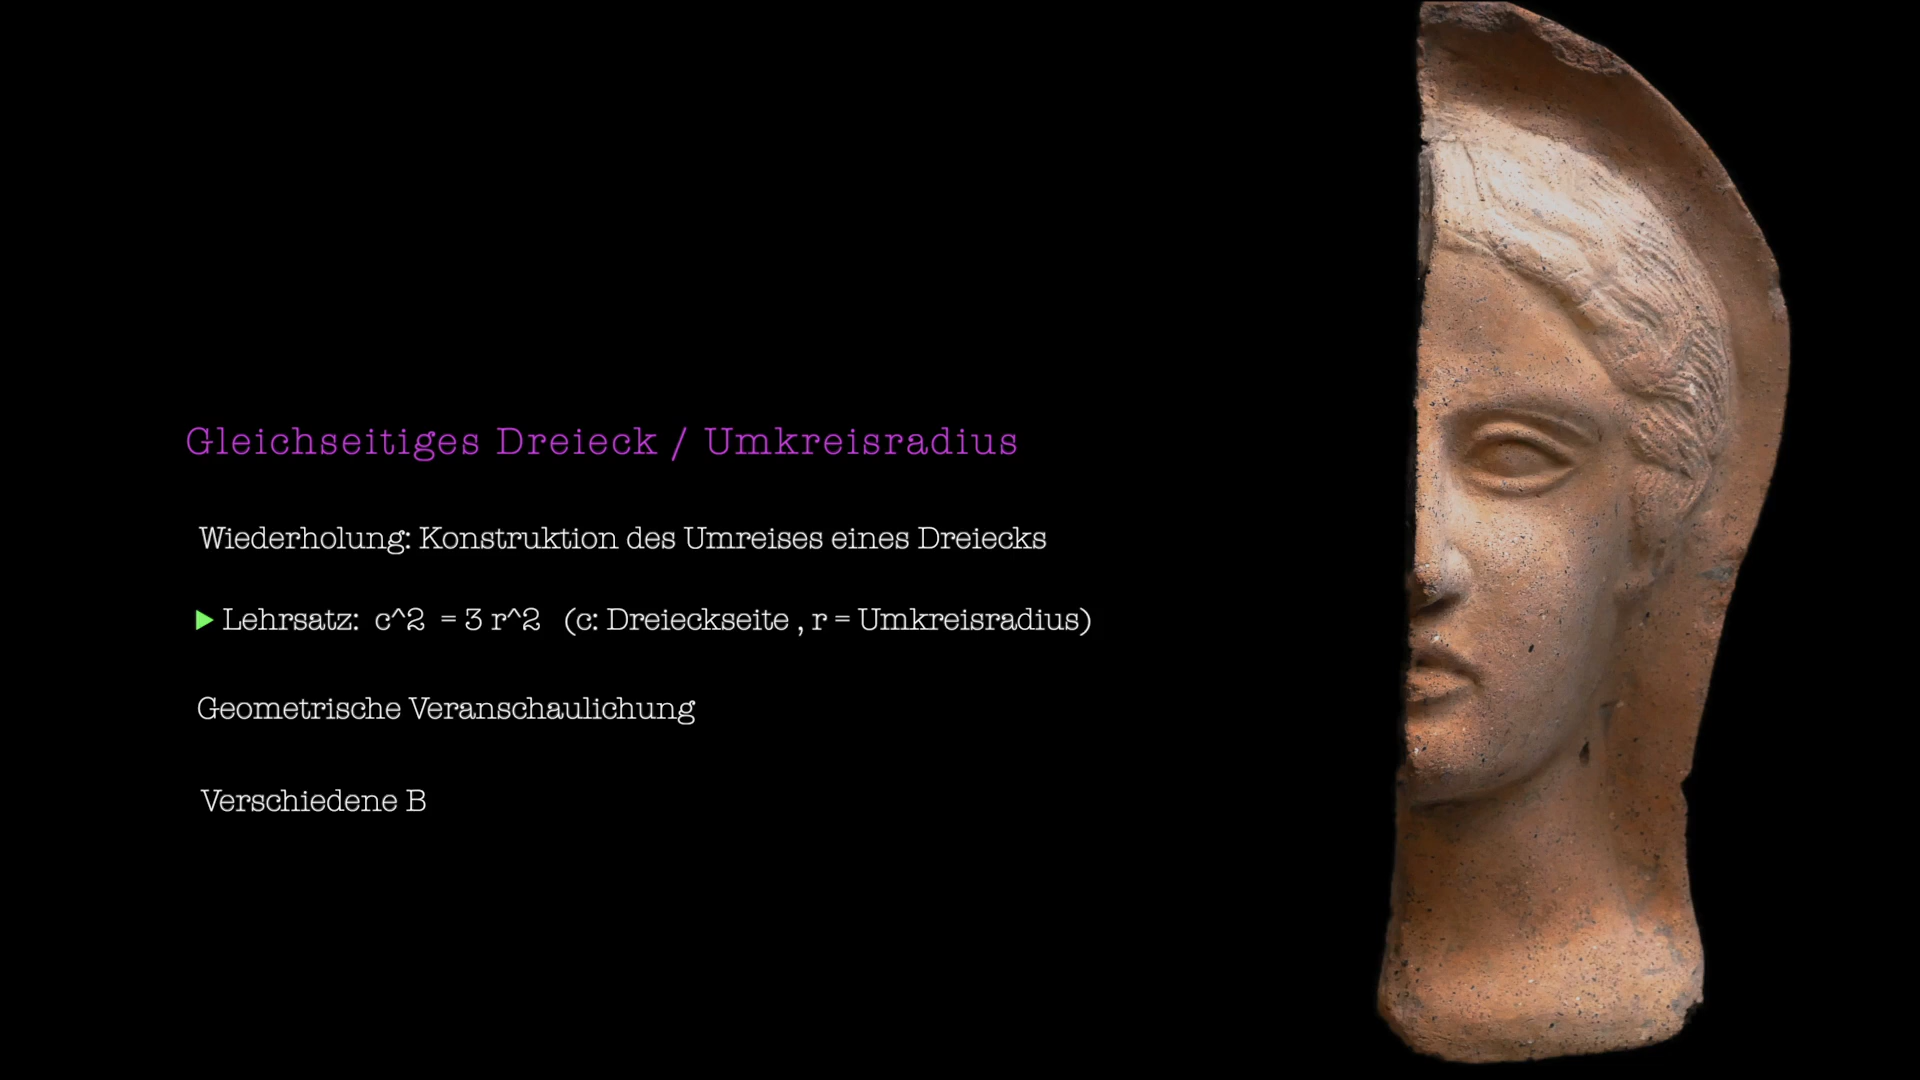 Gleichseitiges Dreieck / Umkreisradius
Wiederholung: Konstruktion des Umreises eines Dreiecks
▶ Lehrsatz: c^2 = 3 r^2 (c: Dreieckseite , r = Umkreisradius)
Geometrische Veranschaulichung
Verschiedene B